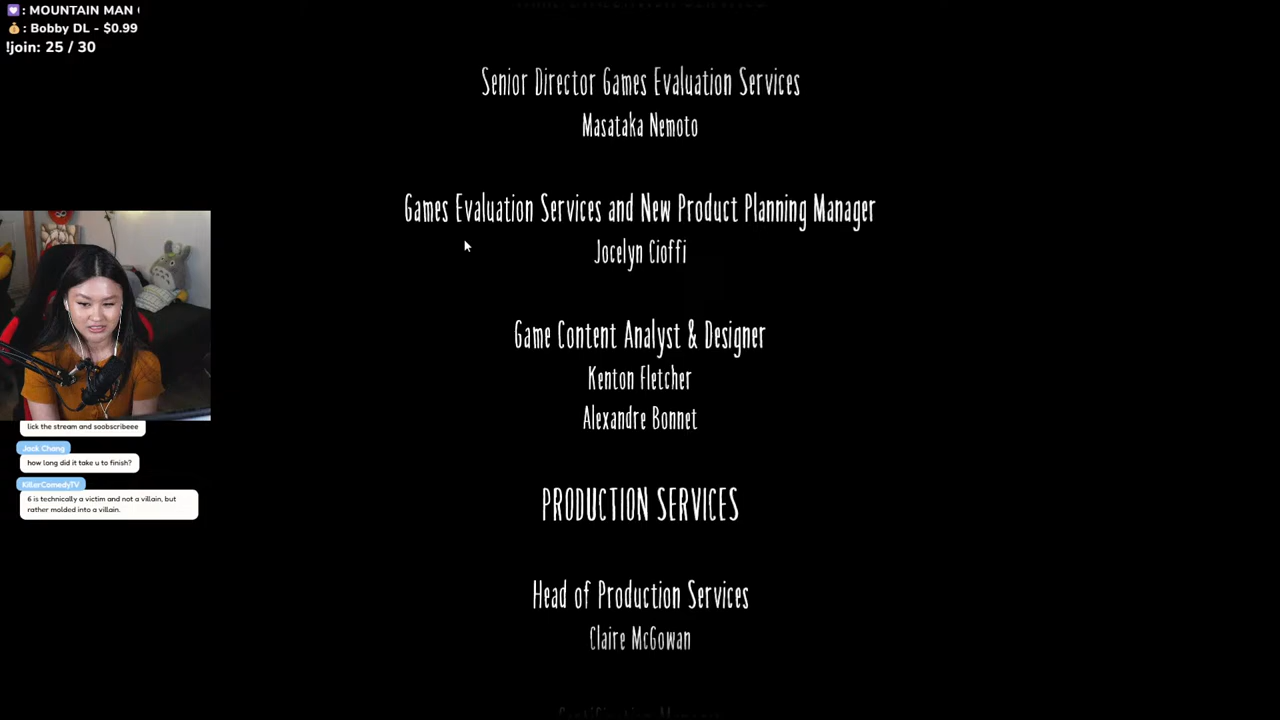 : MOUNTAIN MAN
: Bobby DL - $0.99
!join: 25 / 30
Senior Director Games Evaluation Services
Masataka Nemoto
Games Evaluation Services and New Product Planning Manager
Jocelyn Cioffi
Game Content Analyst & Designer
Kenton Fletcher
Alexandre Bonnet
PRODUCTION SERVICES
Head of Production Services
Claire McGowan
lick the stream and soobscribeee
Jack Chang
how long did it take u to finish?
KillerComedyTV
6 is technically a victim and not a villain, but
rather molded into a villain.